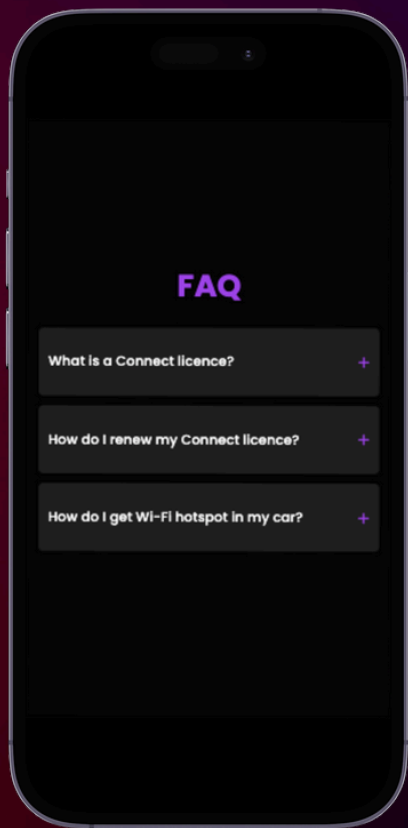 FAQ
What is a Connect licence?
How do I renew my Connect licence?
How do I get Wi-Fi hotspot in my car?